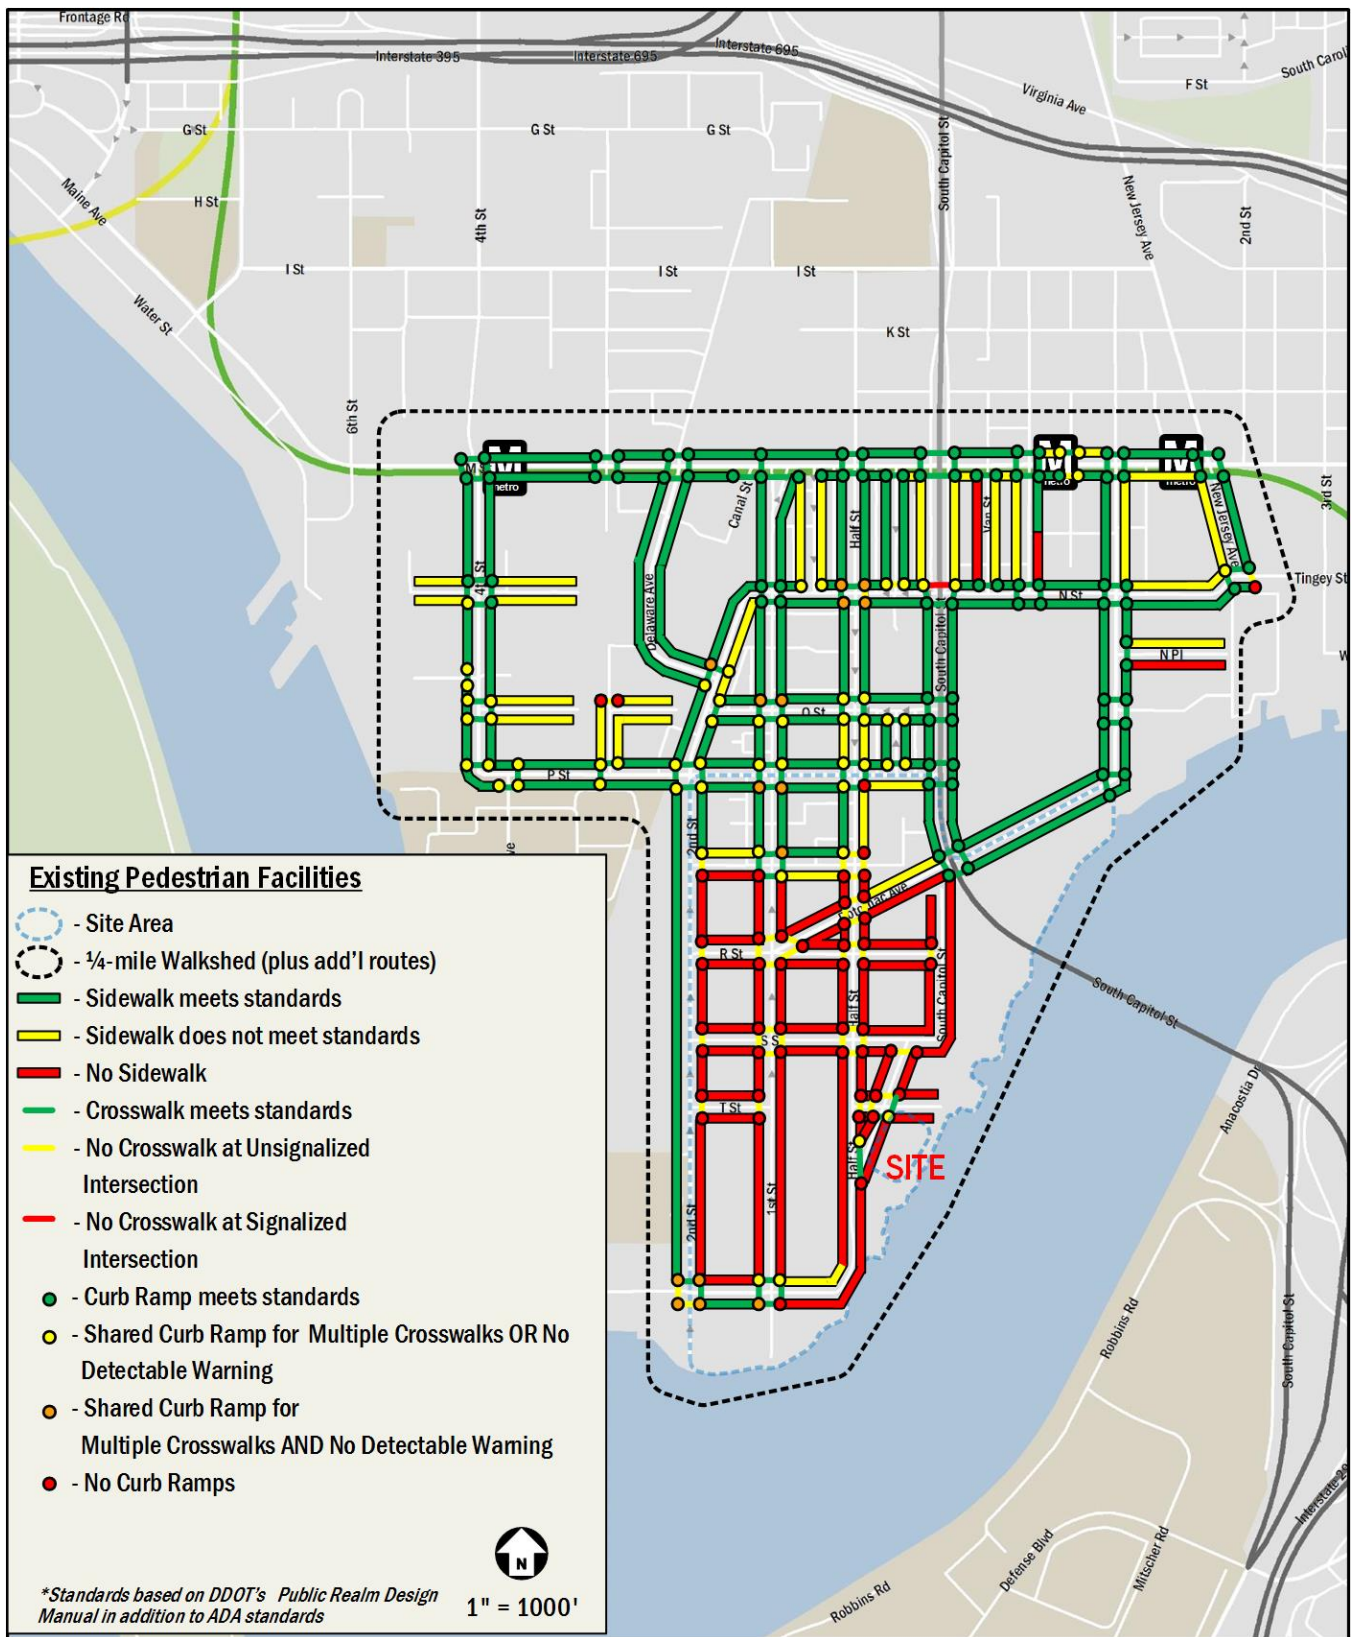 Frontage Rd
Interstate 395
Interstate 695
Interstate 695
F St
South Carol
Virginia Ave
G St
G St
G St
South Capitol St
Maine Ave
H St
4th St
New Jersey Ave
2nd St
I St
I St
I St
Water St
K St
6th St
M S
M
metro
M
M
metro
Canal St
Half St
Van St
New Jersey Ave
3rd St
4th St
Delaware Ave
N St
Tingey St
South Capitol St
N Pl
W
O St
P St
2nd St
ve
Potomac Ave
R St
Half St
South Capitol St
South Capitol St
S S
T St
Anacostia Dr
Half St
SITE
1st St
2nd St
Robbins Rd
South Capitol St
Defense Blvd
Mitscher Rd
Robbins Rd
Existing Pedestrian Facilities
- Site Area
- ¼-mile Walkshed (plus add'l routes)
- Sidewalk meets standards
- Sidewalk does not meet standards
- No Sidewalk
- Crosswalk meets standards
- No Crosswalk at Unsignalized
Intersection
- No Crosswalk at Signalized
Intersection
- Curb Ramp meets standards
- Shared Curb Ramp for Multiple Crosswalks OR No
Detectable Warning
- Shared Curb Ramp for
Multiple Crosswalks AND No Detectable Warning
- No Curb Ramps
N
*Standards based on DDOT's Public Realm Design
Manual in addition to ADA standards
1" = 1000'